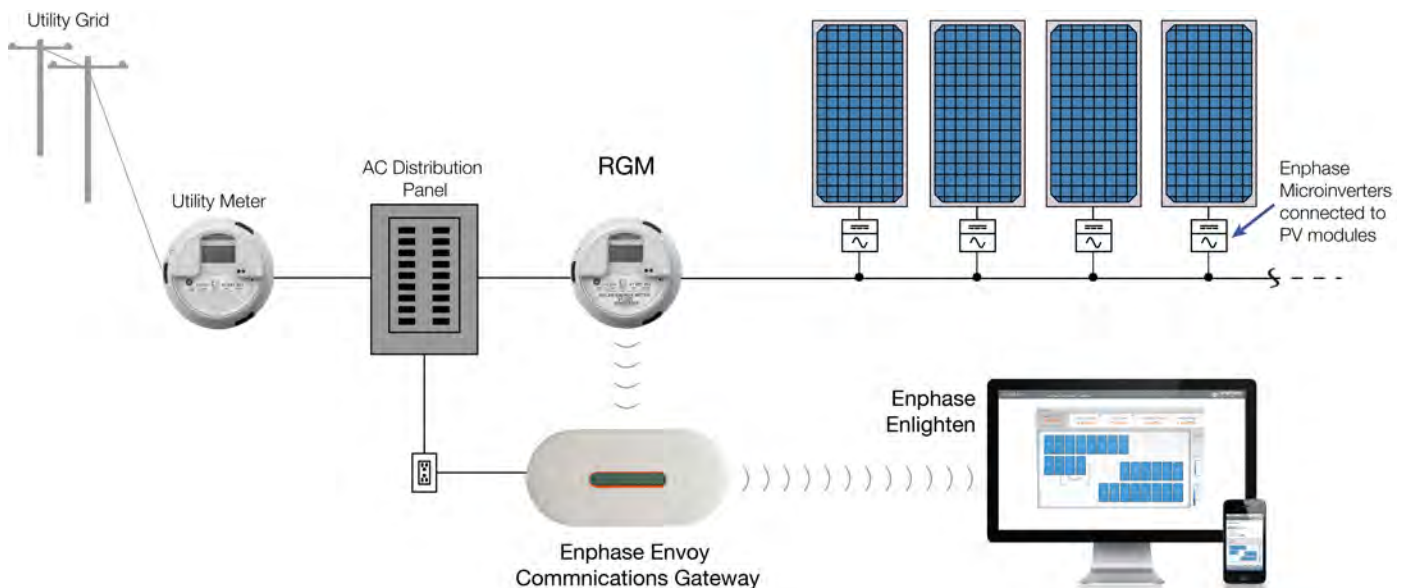 Utility Grid
Utility Meter
AC Distribution
Panel
RGM
Enphase
Microinverters
connected to
PV modules
Enphase
Enlighten
Enphase Envoy
Commnications Gateway